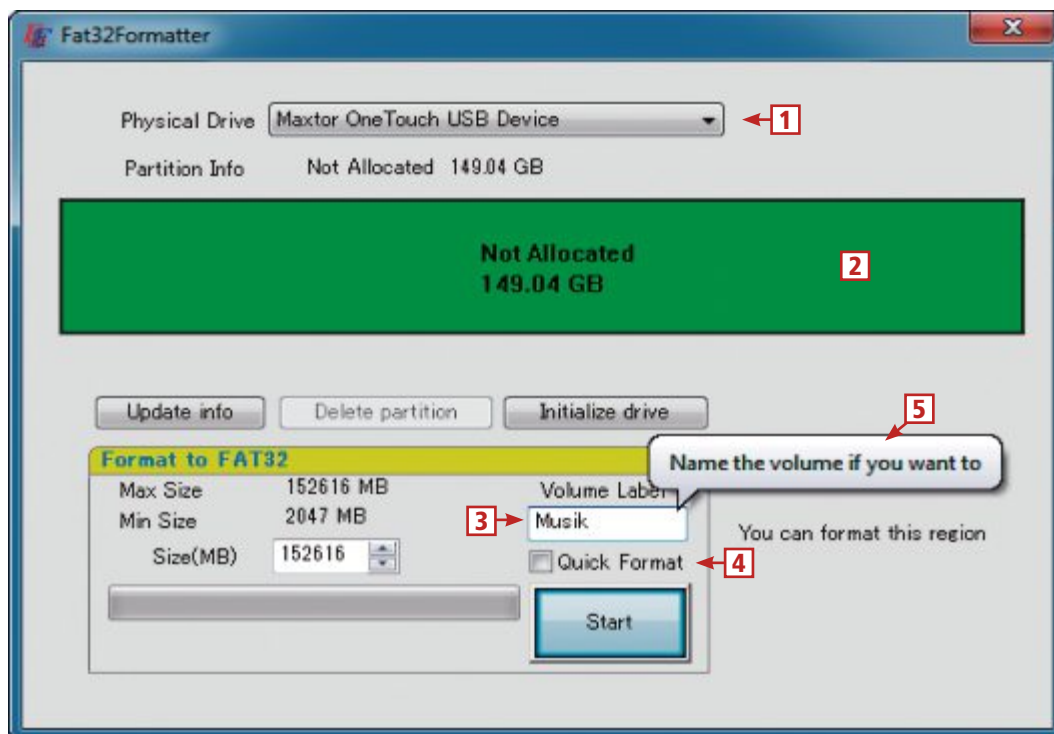 Fat32Formatter
Physical Drive Maxtor OneTouch USB Device 1
Partition Info Not Allocated 149.04 GB
Not Allocated
149.04 GB
2
Update info Delete partition Initialize drive
5
Name the volume if you want to
Format to FAT32
Max Size 152616 MB Volume Label
Min Size 2047 MB 3 Musik
You can format this region
Size(MB) 152616 Quick Format 4
Start